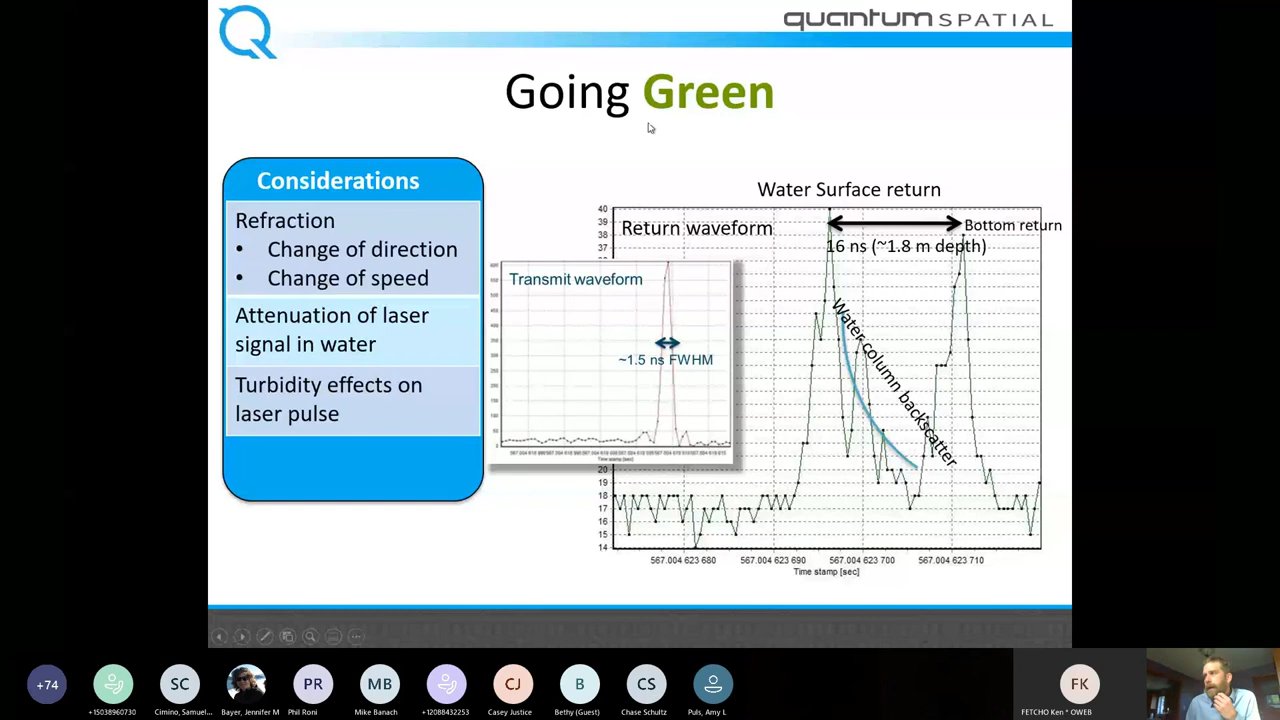 quantum SPATIAL
Going Green
Considerations
Refraction
• Change of direction
• Change of speed
Attenuation of laser
signal in water
Turbidity effects on
laser pulse
Water Surface return
Return waveform
Bottom return
16 ns (~1.8 m depth)
Water column backscatter
Transmit waveform
~1.5 ns FWHM
Time stamp [sec]
40
39
38
37
20
19
18
17
16
15
14
567.004 623 680
567.004 623 690
567.004 623 700
567.004 623 710
Time stamp [sec]
+74
SC
PR
MB
CJ
B
CS
FK
+15038960730
Cimino, Samuel...
Bayer, Jennifer M
Phil Roni
Mike Banach
+12088432253
Casey Justice
Bethy (Guest)
Chase Schultz
Puls, Amy L
FETCHO Ken * OWEB